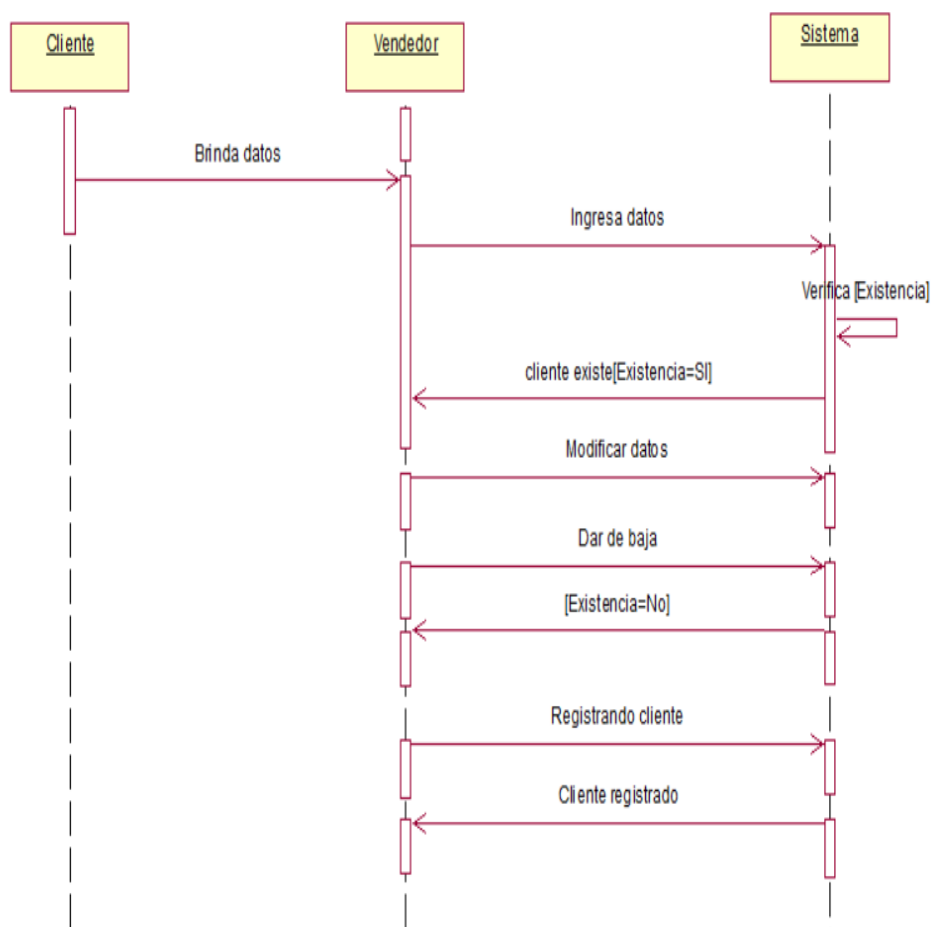 Cliente
Vendedor
Sistema
Brinda datos
Ingresa datos
Verifica [Existencia]
cliente existe[Existencia=SI]
Modificar datos
Dar de baja
[Existencia=No]
Registrando cliente
Cliente registrado